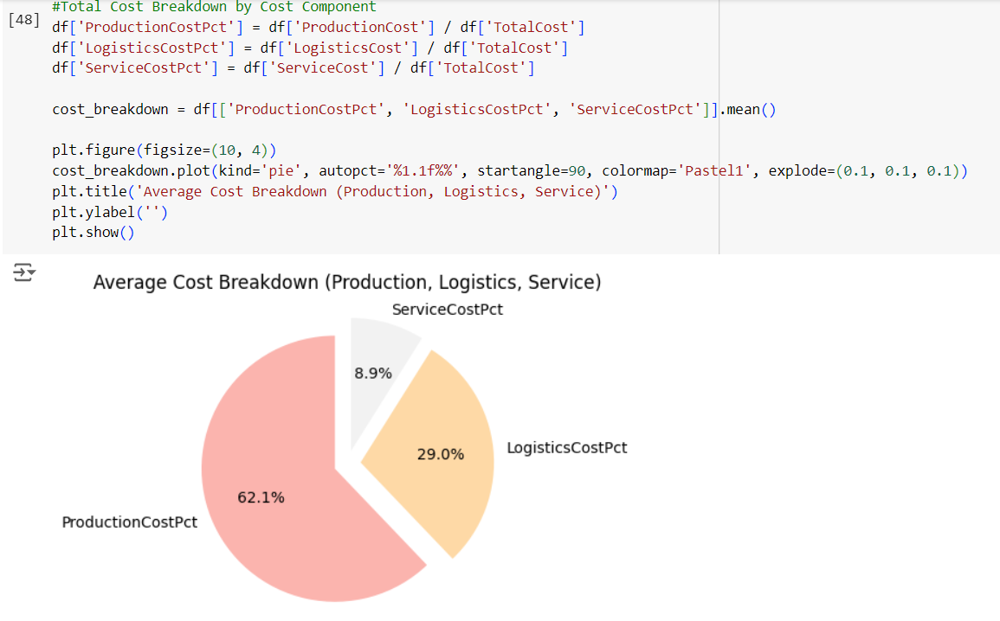 #Total Cost Breakdown by Cost Component
[48] df['ProductionCostPct'] = df['ProductionCost'] / df['TotalCost']
df['LogisticsCostPct'] = df['LogisticsCost'] / df['TotalCost']
df['ServiceCostPct'] = df['ServiceCost'] / df['TotalCost']
cost_breakdown = df[['ProductionCostPct', 'LogisticsCostPct', 'ServiceCostPct']].mean()
plt.figure(figsize=(10, 4))
cost_breakdown.plot(kind='pie', autopct='%1.1f%%', startangle=90, colormap='Pastel1', explode=(0.1, 0.1, 0.1))
plt.title('Average Cost Breakdown (Production, Logistics, Service)')
plt.ylabel('')
plt.show()
Average Cost Breakdown (Production, Logistics, Service)
ServiceCostPct
8.9%
LogisticsCostPct
29.0%
62.1%
ProductionCostPct